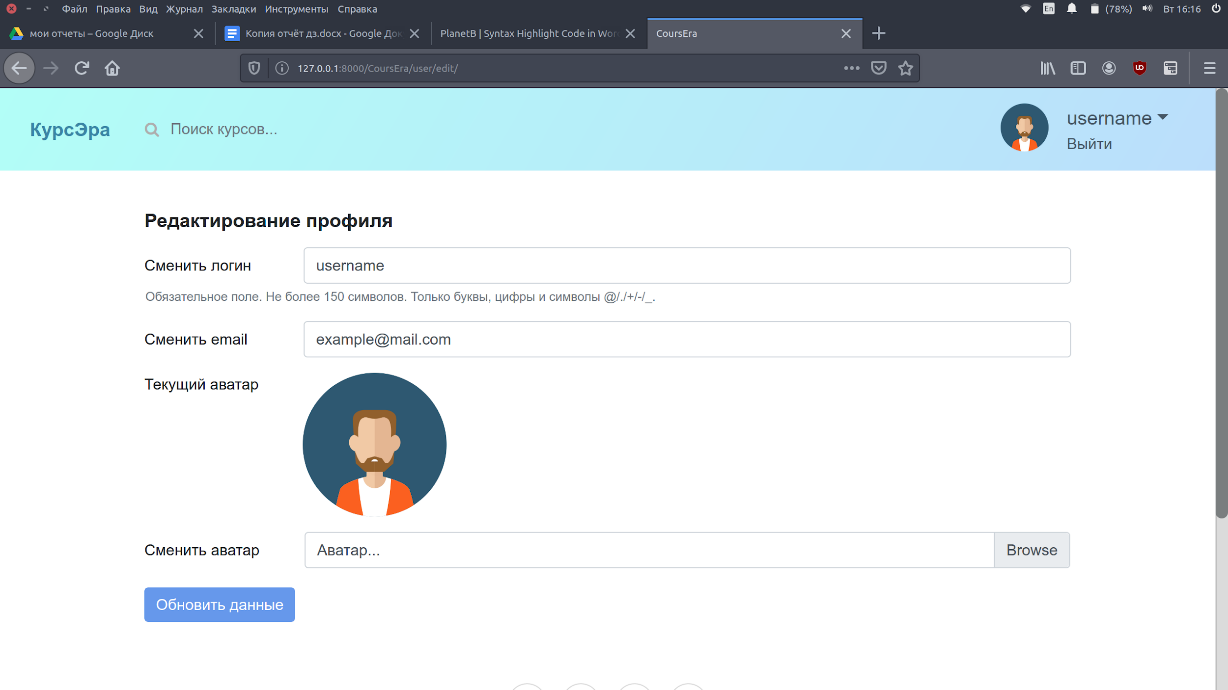 Файл Правка Вид Журнал Закладки Инструменты Справка
En (78%) Вт 16:16
мои отчеты – Google Диск
Копия отчёт дз.docx - Google До
PlanetB | Syntax Highlight Code in Wor
CoursEra
127.0.0.1:8000/CoursEra/user/edit/
КурсЭра
Поиск курсов...
username
Выйти
Редактирование профиля
Сменить логин
username
Обязательное поле. Не более 150 символов. Только буквы, цифры и символы @/./+/-/_.
Сменить email
example@mail.com
Текущий аватар
Сменить аватар
Аватар...
Browse
Обновить данные